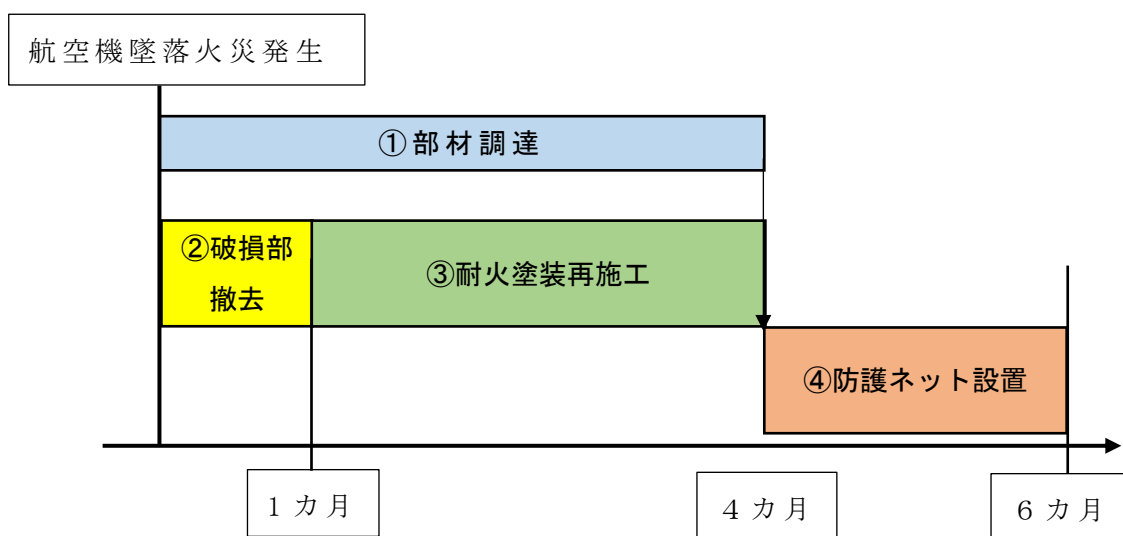 航空機墜落火災発生
①部材調達
②破損部
撤去
③耐火塗装再施工
④防護ネット設置
1カ月
4カ月
6カ月